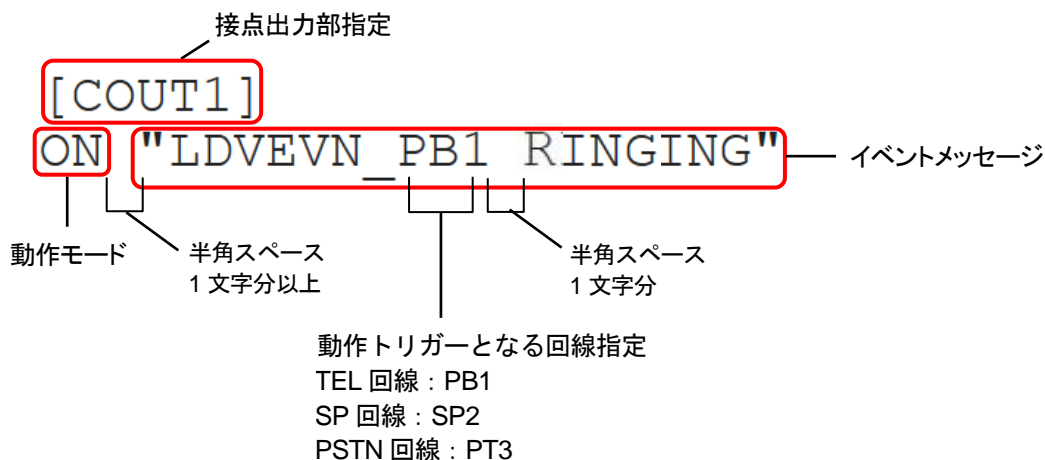 接点出力部指定
[COUT1]
ON "LDVEVN_PB1 RINGING"
イベントメッセージ
動作モード
半角スペース
1 文字分以上
半角スペース
1 文字分
動作トリガーとなる回線指定
TEL 回線：PB1
SP 回線：SP2
PSTN 回線：PT3